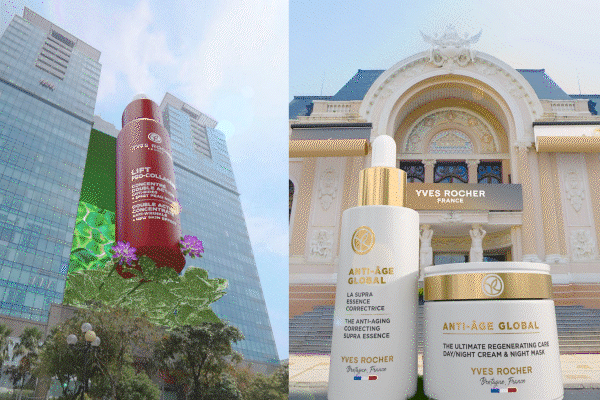 YVES ROCHER
LIFT
PRO-COLLAGÈNE
YVES ROCHER
FRANCE
ANTI-ÂGE
GLOBAL
LA SUPRA
ESSENCE
CORRECTRICE
THE ANTI-AGING
CORRECTING
SUPRA ESSENCE
YVES ROCHER
Bretagne, France
ANTI-ÂGE GLOBAL
THE ULTIMATE REGENERATING CARE
DAY/NIGHT CREAM & NIGHT MASK
YVES ROCHER
Bretagne, France